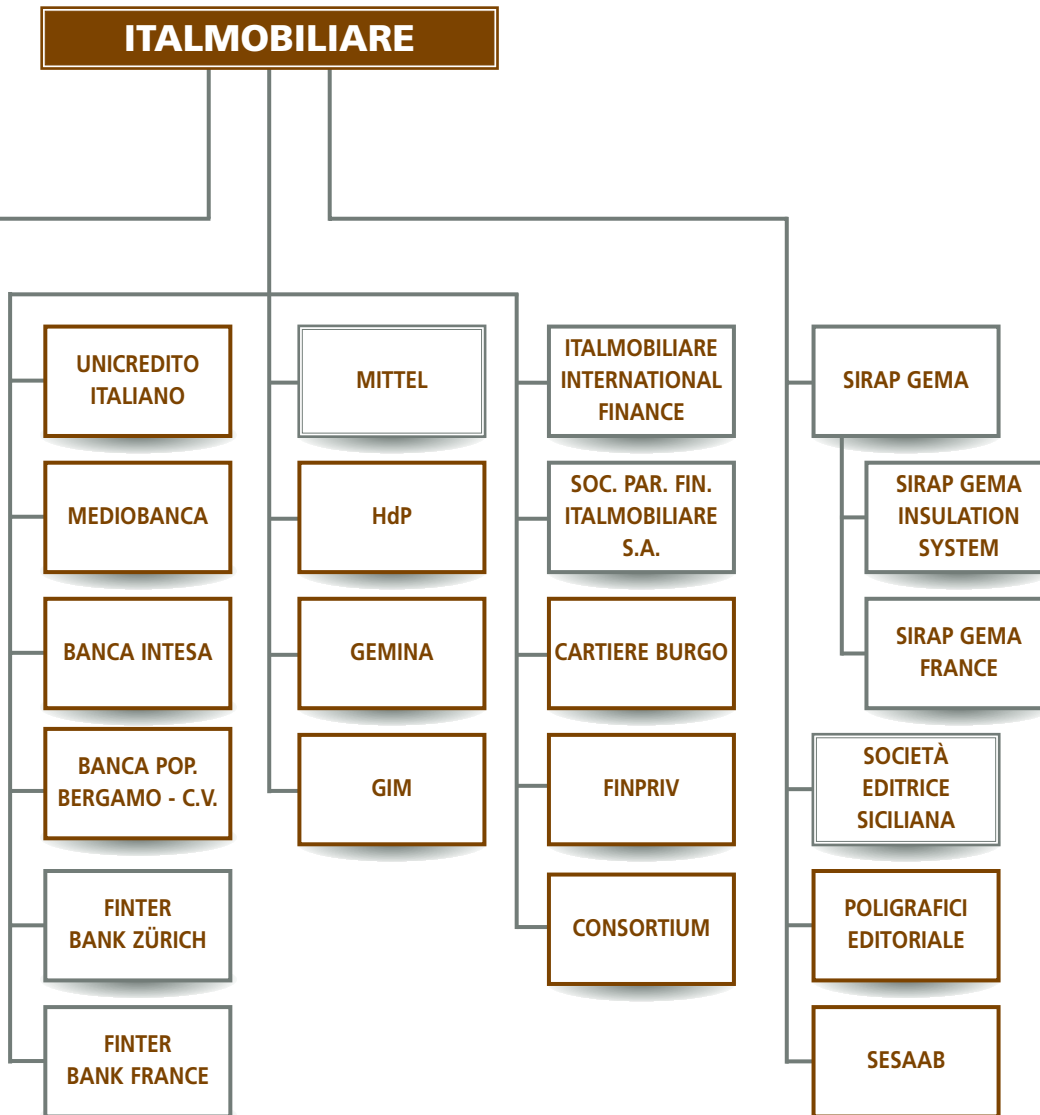 ITALMOBILIARE
UNICREDITO
ITALIANO
MEDIOBANCA
BANCA INTESA
BANCA POP.
BERGAMO - C.V.
FINTER
BANK ZÜRICH
FINTER
BANK FRANCE
MITTEL
HdP
GEMINA
GIM
ITALMOBILIARE
INTERNATIONAL
FINANCE
SOC. PAR. FIN.
ITALMOBILIARE
S.A.
CARTIERE BURGO
FINPRIV
CONSORTIUM
SIRAP GEMA
SIRAP GEMA
INSULATION
SYSTEM
SIRAP GEMA
FRANCE
SOCIETÀ
EDITRICE
SICILIANA
POLIGRAFICI
EDITORIALE
SESAAB